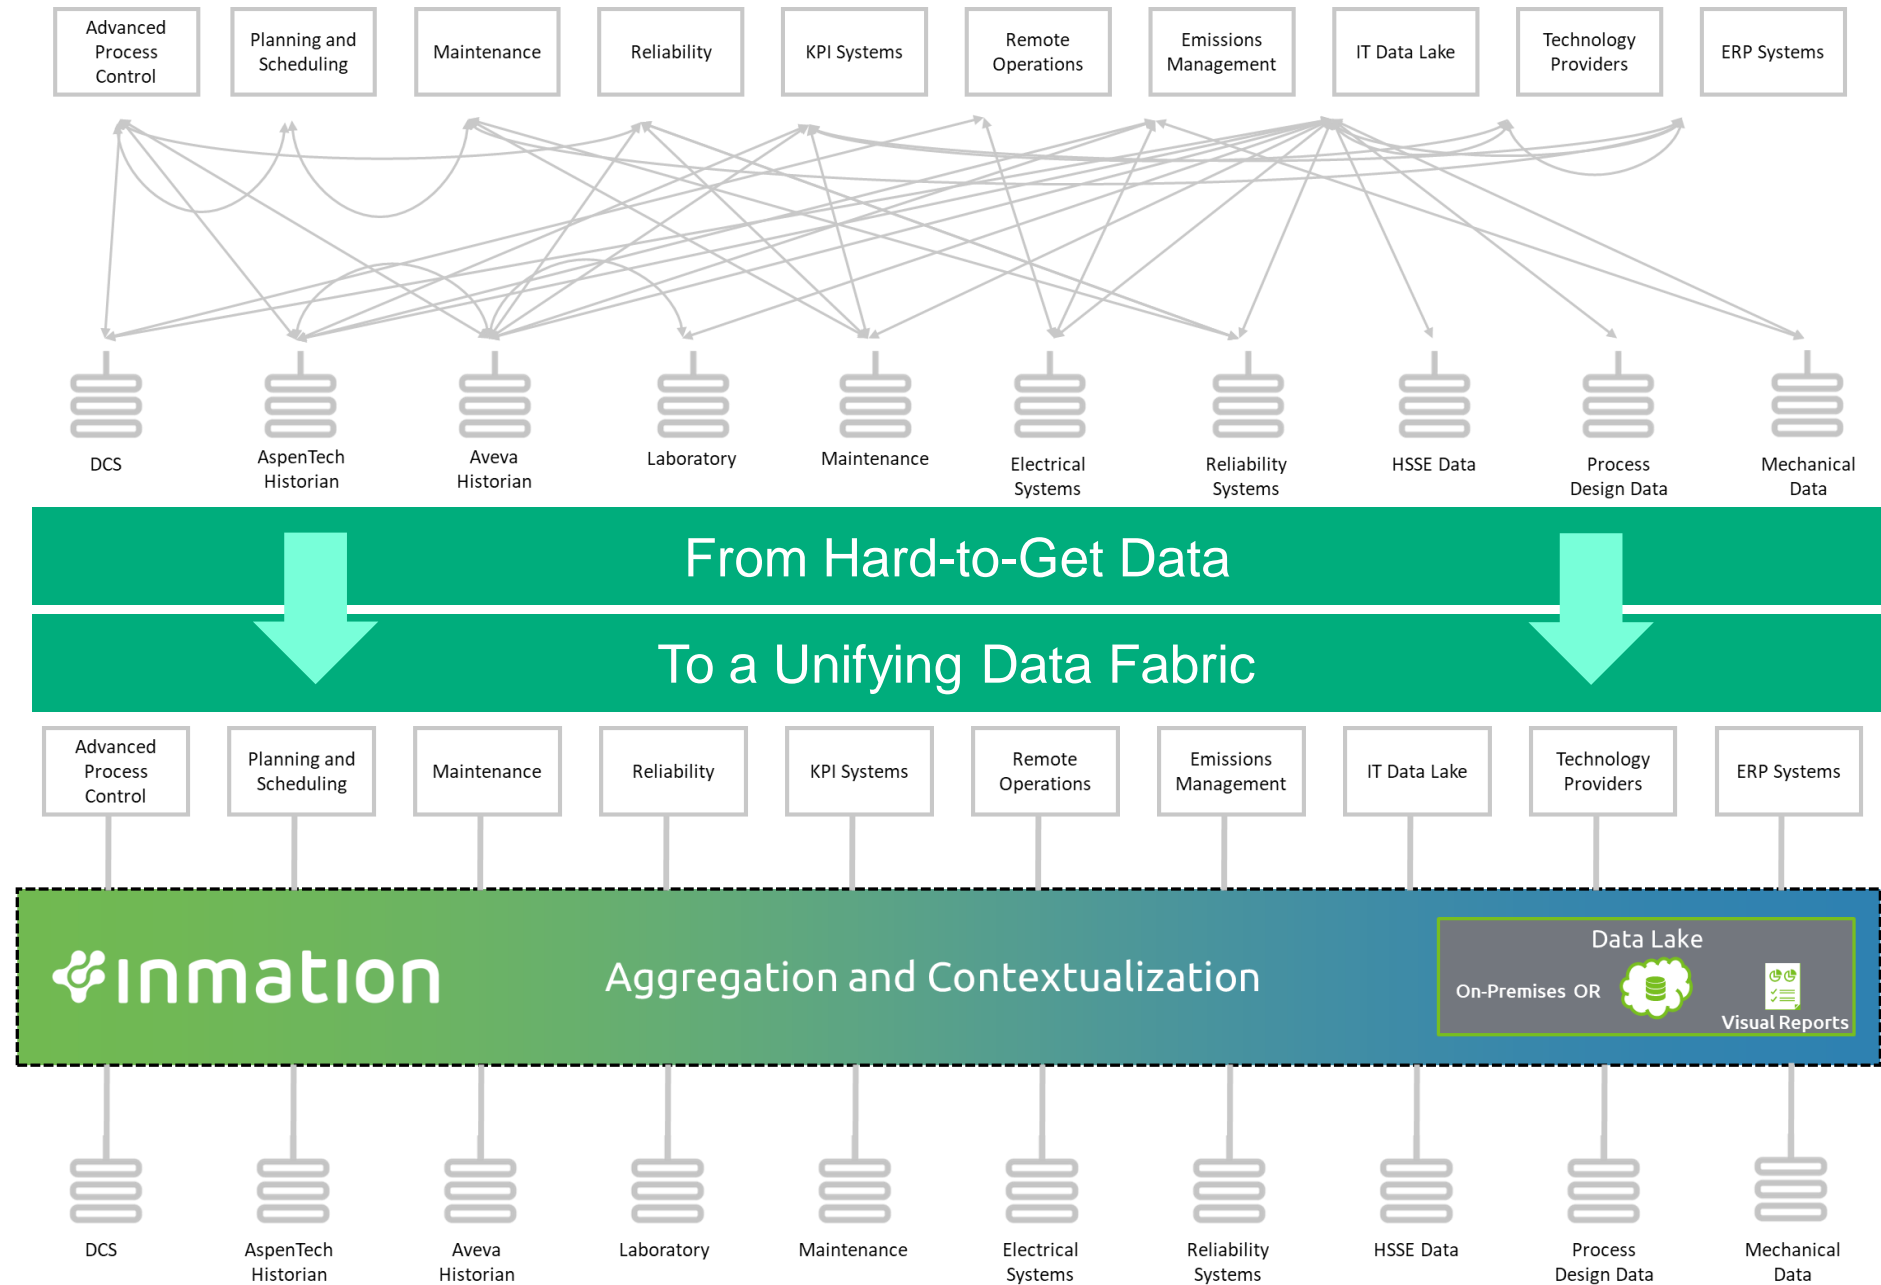 Advanced
Process
Control
Planning and
Scheduling
Maintenance
Reliability
KPI Systems
Remote
Operations
Emissions
Management
IT Data Lake
Technology
Providers
ERP Systems
DCS
AspenTech
Historian
Aveva
Historian
Laboratory
Maintenance
Electrical
Systems
Reliability
Systems
HSSE Data
Process
Design Data
Mechanical
Data
From Hard-to-Get Data
To a Unifying Data Fabric
Advanced
Process
Control
Planning and
Scheduling
Maintenance
Reliability
KPI Systems
Remote
Operations
Emissions
Management
IT Data Lake
Technology
Providers
ERP Systems
inmation
Aggregation and Contextualization
Data Lake
On-Premises OR
Visual Reports
DCS
AspenTech
Historian
Aveva
Historian
Laboratory
Maintenance
Electrical
Systems
Reliability
Systems
HSSE Data
Process
Design Data
Mechanical
Data